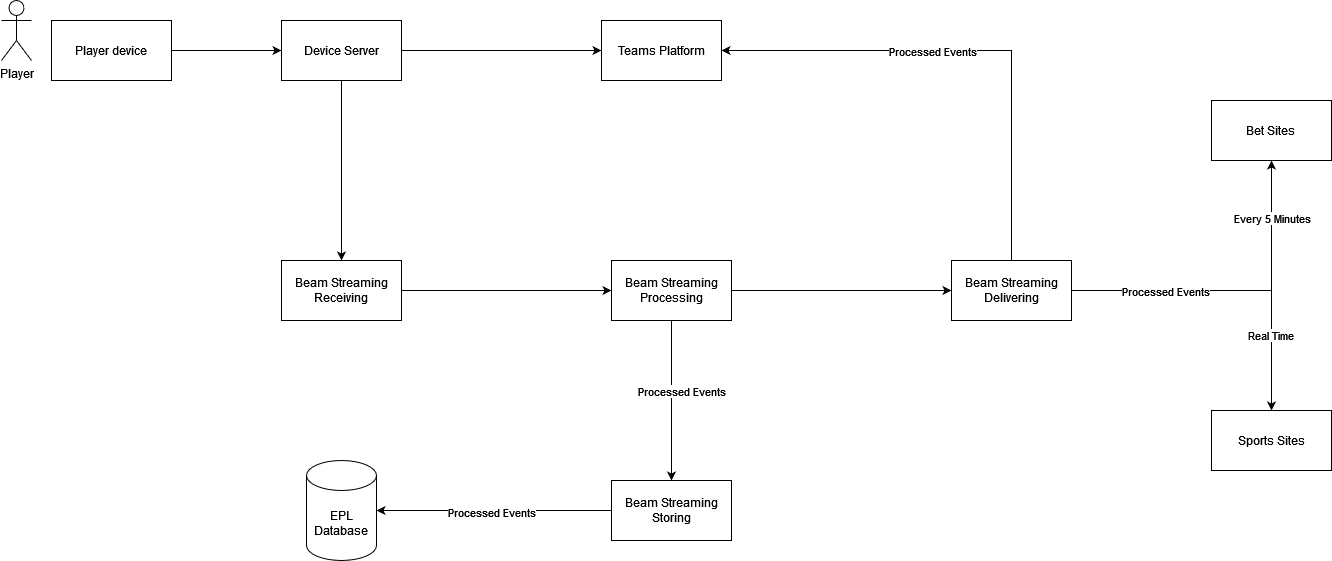 Player
Player device
Device Server
Teams Platform
Processed Events
Bet Sites
Every 5 Minutes
Beam Streaming
Receiving
Beam Streaming
Processing
Beam Streaming
Delivering
Processed Events
Real Time
Processed Events
Sports Sites
EPL
Database
Processed Events
Beam Streaming
Storing